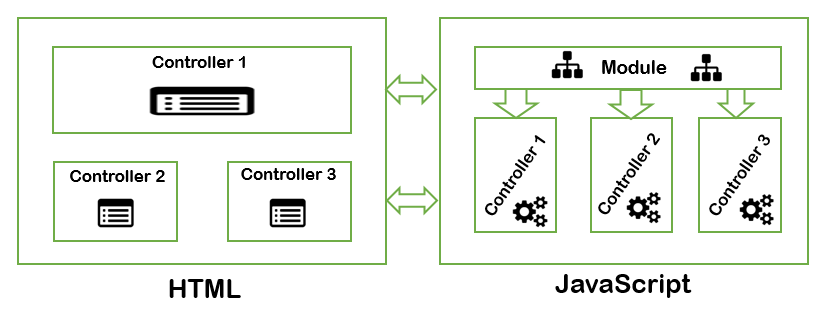 Controller 1
Controller 2
Controller 3
HTML
Module
Controller 1
Controller 2
Controller 3
JavaScript